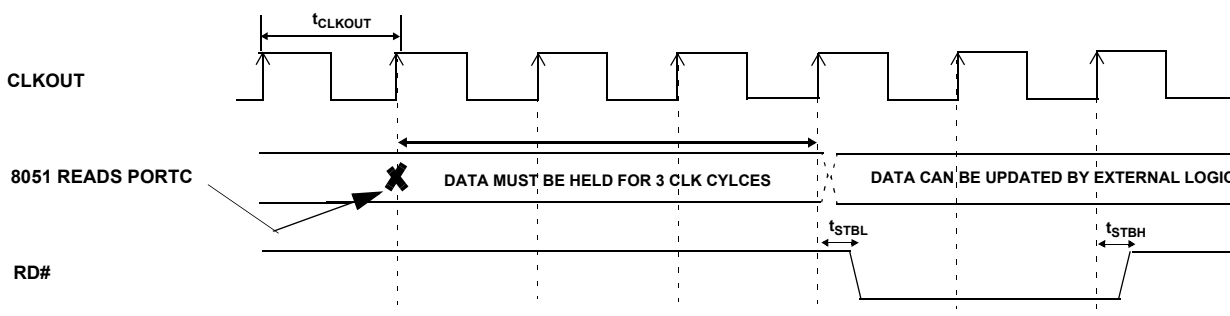 tCLKOUT
CLKOUT
8051 READS PORTC
DATA MUST BE HELD FOR 3 CLK CYLCES
DATA CAN BE UPDATED BY EXTERNAL LOGIC
tSTBL
tSTBH
RD#